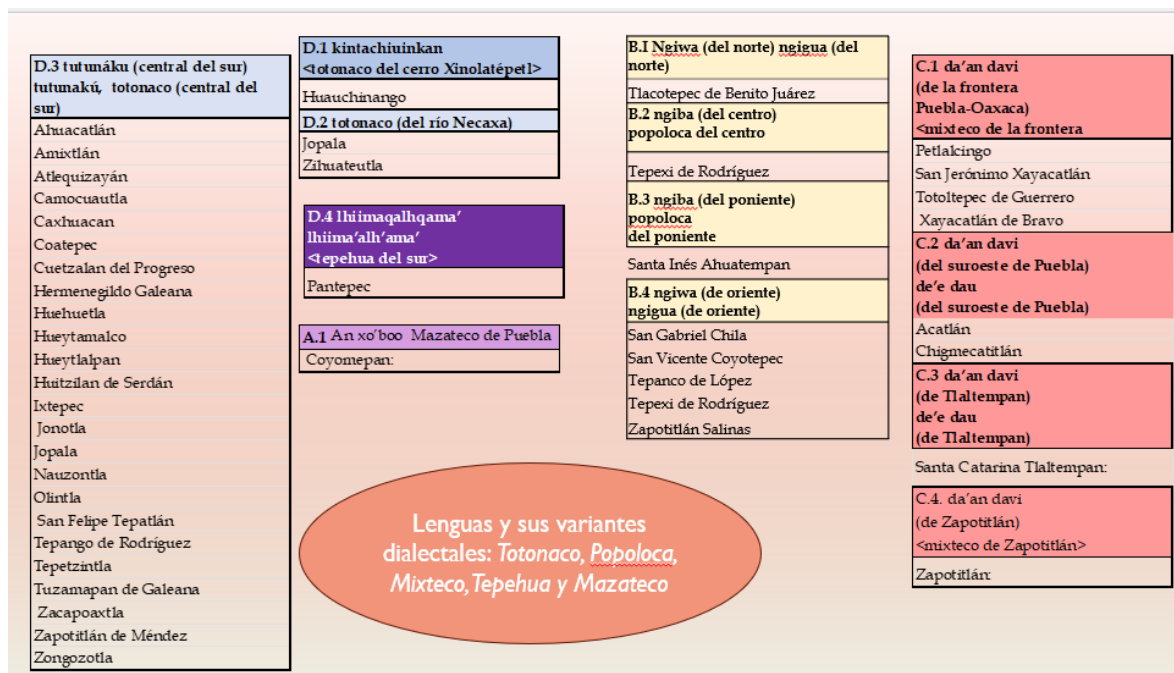 D.3 tutunáku (central del sur)
tutunakú, totonaco (central del
sur)
Ahuacatlán
Amixtlán
Atlequizayán
Camocuautla
Caxhuacan
Coatepec
Cuetzalan del Progreso
Hermenegildo Galeana
Huehuetla
Hueytamalco
Hueytlalpan
Huitzilan de Serdán
Ixtepec
Jonotla
Jopala
Nauzontla
Olintla
San Felipe Tepatlán
Tepango de Rodríguez
Tepetzintla
Tuzamapan de Galeana
Zacapoaxtla
Zapotitlán de Méndez
Zongozotla
D.1 kintachiuinkan
<totonaco del cerro Xinolatépetl>
Huauchinango
D.2 totonaco (del río Necaxa)
Jopala
Zihuateutla
D.4 lhiimaqalhqama’
lhiima’alh’ama’
<tepehua del sur>
Pantepec
A.1 An xo’boo Mazateco de Puebla
Coyomepan:
Lenguas y sus variantes
dialectales: Totonaco, Popoloca,
Mixteco, Tepehua y Mazateco
B.I Ngiwa (del norte) ngigua (del
norte)
Tlacotepec de Benito Juárez
B.2 ngiba (del centro)
popoloca del centro
Tepexi de Rodríguez
B.3 ngiba (del poniente)
popoloca
del poniente
Santa Inés Ahuatempan
B.4 ngiwa (de oriente)
ngigua (de oriente)
San Gabriel Chila
San Vicente Coyotepec
Tepanco de López
Tepexi de Rodríguez
Zapotitlán Salinas
C.1 da’an davi
(de la frontera
Puebla-Oaxaca)
<mixteco de la frontera
Petlalcingo
San Jerónimo Xayacatlán
Totoltepec de Guerrero
Xayacatlán de Bravo
C.2 da’an davi
(del suroeste de Puebla)
de’e dau
(del suroeste de Puebla)
Acatlán
Chigmecatitlán
C.3 da’an davi
(de Tlaltempan)
de’e dau
(de Tlaltempan)
Santa Catarina Tlaltempan:
C.4. da’an davi
(de Zapotitlán)
<mixteco de Zapotitlán>
Zapotitlán: